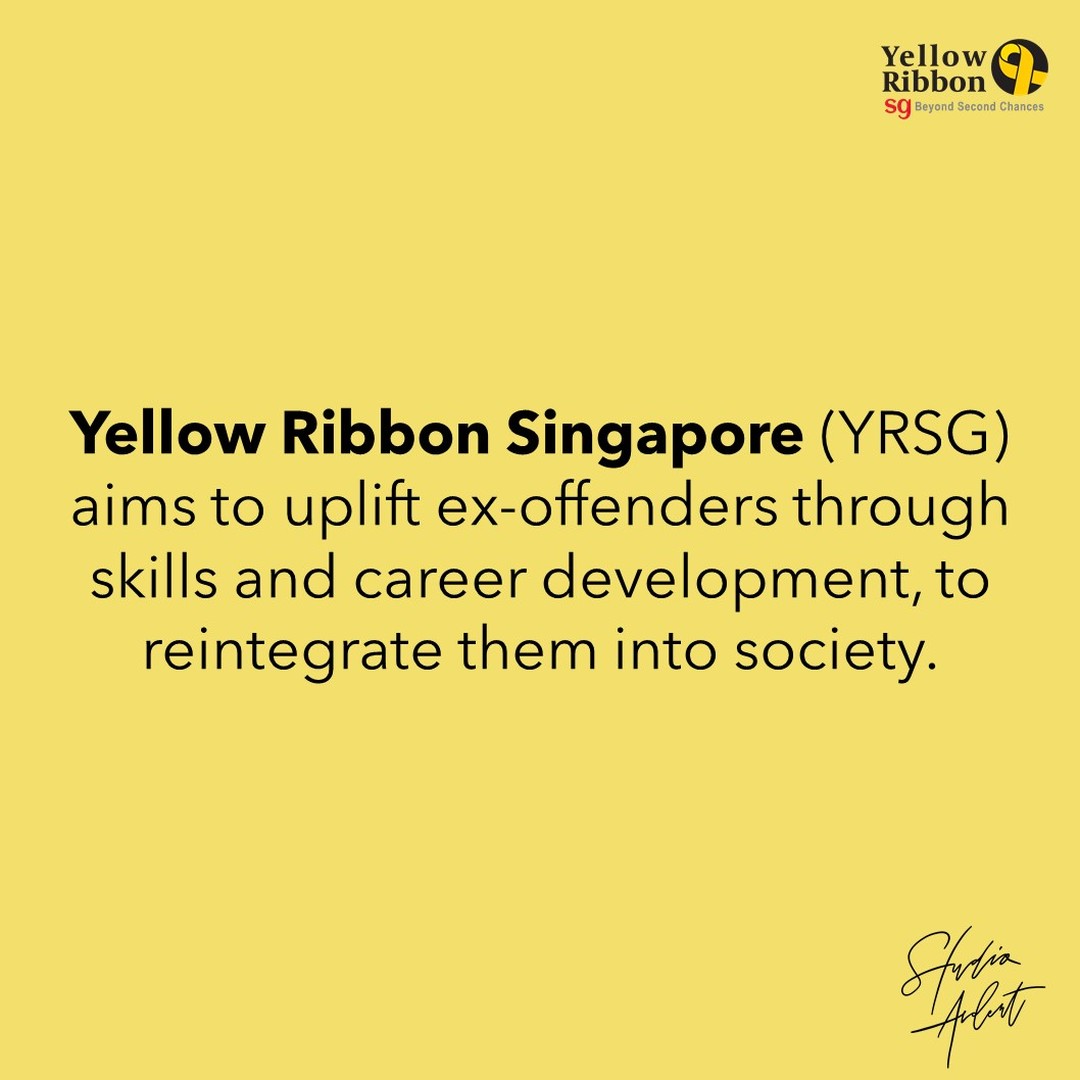 Yellow
Ribbon
sg Beyond Second Chances
Yellow Ribbon Singapore (YRSG)
aims to uplift ex-offenders through
skills and career development, to
reintegrate them into society.
Studio